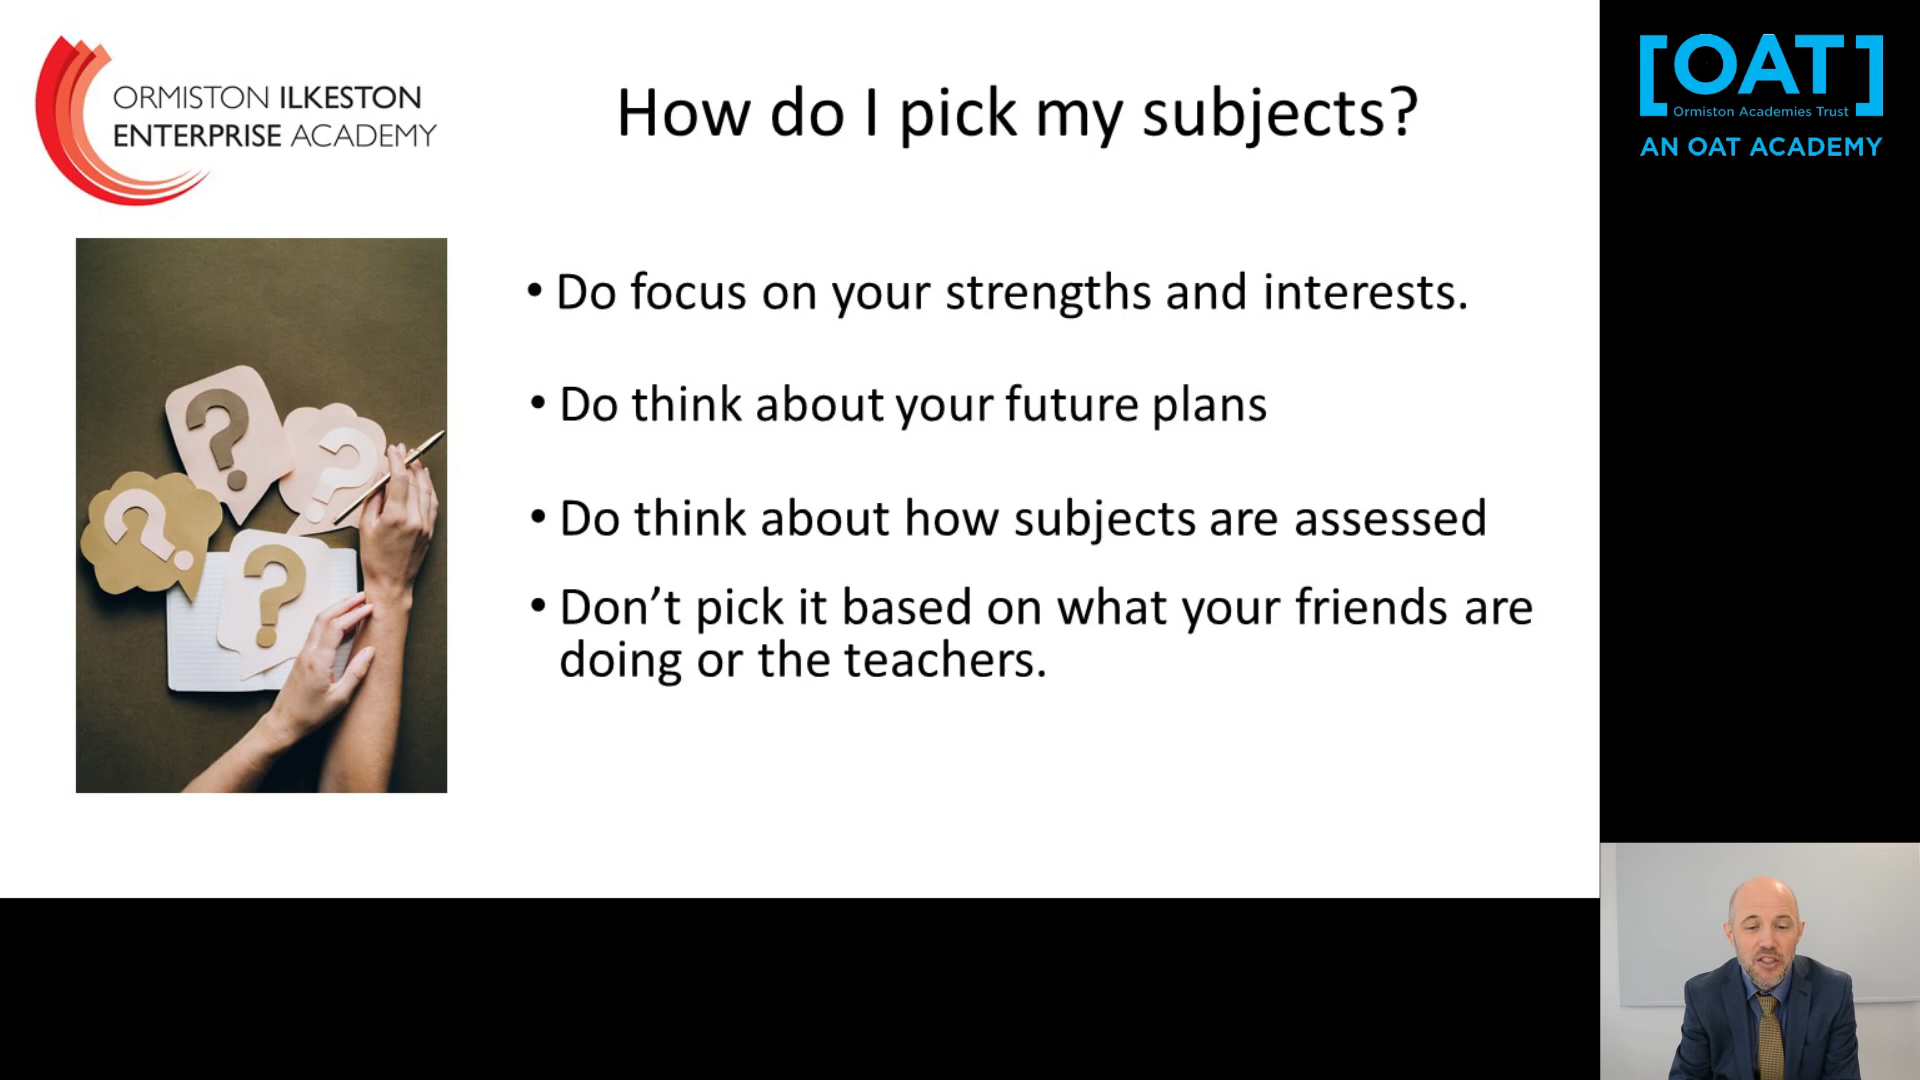 ORMISTON ILKESTON
ENTERPRISE ACADEMY
How do I pick my subjects?
[OAT]
Ormiston Academies Trust
AN OAT ACADEMY
• Do focus on your strengths and interests.
• Do think about your future plans
• Do think about how subjects are assessed
• Don’t pick it based on what your friends are
doing or the teachers.
?
?
?
?